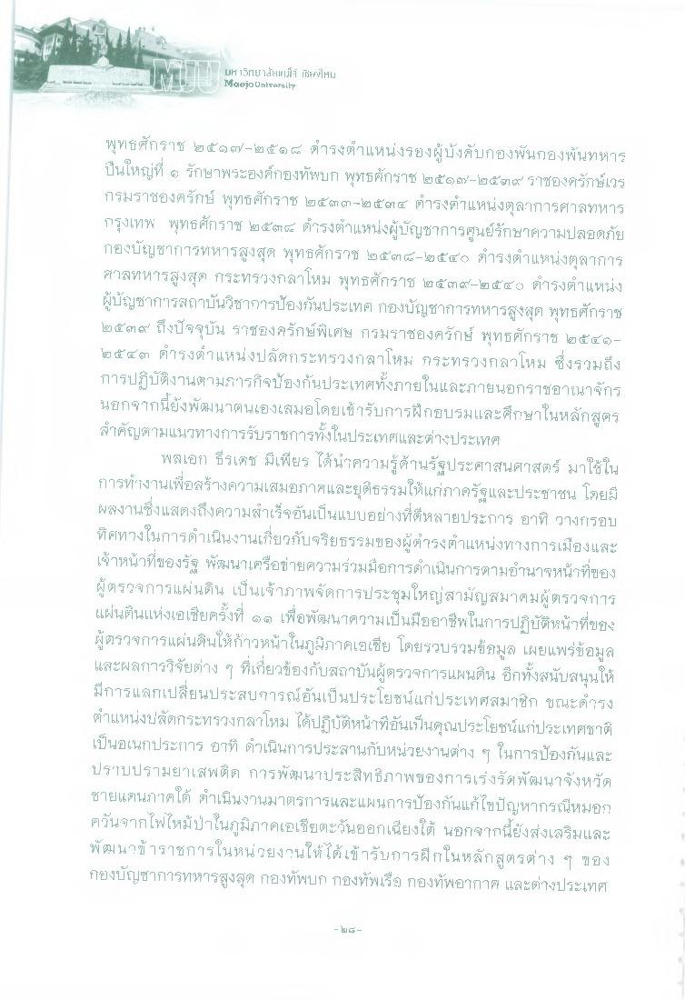 MJU
มหาวิทยาลัยแม่โจ้ เชียงใหม่
Maejo University
พุทธศักราช ๒๕๑๗-๒๕๑๘ ดำรงตำแหน่งรองผู้บังคับกองพันกองพันทหาร
ปืนใหญ่ที่ ๑ รักษาพระองค์กองทัพบก พุทธศักราช ๒๕๑๗-๒๕๓๙ ราชองครักษ์เวร
กรมราชองครักษ์ พุทธศักราช ๒๕๓๓-๒๕๓๔ ดำรงตำแหน่งตุลาการศาลทหาร
กรุงเทพ พุทธศักราช ๒๕๓๘ ดำรงตำแหน่งผู้บัญชาการศูนย์รักษาความปลอดภัย
กองบัญชาการทหารสูงสุด พุทธศักราช ๒๕๓๘-๒๕๔๐ ดำรงตำแหน่งตุลาการ
ศาลทหารสูงสุด กระทรวงกลาโหม พุทธศักราช ๒๕๓๙-๒๕๔๐ ดำรงตำแหน่ง
ผู้บัญชาการสถาบันวิชาการป้องกันประเทศ กองบัญชาการทหารสูงสุด พุทธศักราช
๒๕๓๙ ถึงปัจจุบัน ราชองครักษ์พิเศษ กรมราชองครักษ์ พุทธศักราช ๒๕๔๑-
๒๕๔๓ ดำรงตำแหน่งปลัดกระทรวงกลาโหม กระทรวงกลาโหม ซึ่งรวมถึง
การปฏิบัติงานตามภารกิจป้องกันประเทศทั้งภายในและภายนอกราชอาณาจักร
นอกจากนี้ยังพัฒนาตนเองเสมอโดยเข้ารับการฝึกอบรมและศึกษาในหลักสูตร
สำคัญตามแนวทางการรับราชการทั้งในประเทศและต่างประเทศ
พลเอก ธีรเดช มีเพียร ได้นำความรู้ด้านรัฐประศาสนศาสตร์ มาใช้ใน
การทำงานเพื่อสร้างความเสมอภาคและยุติธรรมให้แก่ภาครัฐและประชาชน โดยมี
ผลงานซึ่งแสดงถึงความสำเร็จอันเป็นแบบอย่างที่ดีหลายประการ อาทิ วางกรอบ
ทิศทางในการดำเนินงานเกี่ยวกับจริยธรรมของผู้ดำรงตำแหน่งทางการเมืองและ
เจ้าหน้าที่ของรัฐ พัฒนาเครือข่ายความร่วมมือการดำเนินการตามอำนาจหน้าที่ของ
ผู้ตรวจการแผ่นดิน เป็นเจ้าภาพจัดการประชุมใหญ่สามัญสมาคมผู้ตรวจการ
แผ่นดินแห่งเอเชียครั้งที่ ๑๑ เพื่อพัฒนาความเป็นมืออาชีพในการปฏิบัติหน้าที่ของ
ผู้ตรวจการแผ่นดินให้ก้าวหน้าในภูมิภาคเอเชีย โดยรวบรวมข้อมูล เผยแพร่ข้อมูล
และผลการวิจัยต่าง ๆ ที่เกี่ยวข้องกับสถาบันผู้ตรวจการแผ่นดิน อีกทั้งสนับสนุนให้
มีการแลกเปลี่ยนประสบการณ์อันเป็นประโยชน์แก่ประเทศสมาชิก ขณะดำรง
ตำแหน่งปลัดกระทรวงกลาโหม ได้ปฏิบัติหน้าที่อันเป็นคุณประโยชน์แก่ประเทศชาติ
เป็นอเนกประการ อาทิ ดำเนินการประสานกับหน่วยงานต่าง ๆ ในการป้องกันและ
ปราบปรามยาเสพติด การพัฒนาประสิทธิภาพของการเร่งรัดพัฒนาจังหวัด
ชายแดนภาคใต้ ดำเนินงานมาตรการและแผนการป้องกันแก้ไขปัญหากรณีหมอก
ควันจากไฟไหม้ป่าในภูมิภาคเอเชียตะวันออกเฉียงใต้ นอกจากนี้ยังส่งเสริมและ
พัฒนาข้าราชการในหน่วยงานให้ได้เข้ารับการฝึกในหลักสูตรต่าง ๆ ของ
กองบัญชาการทหารสูงสุด กองทัพบก กองทัพเรือ กองทัพอากาศ และต่างประเทศ
-๒๘-